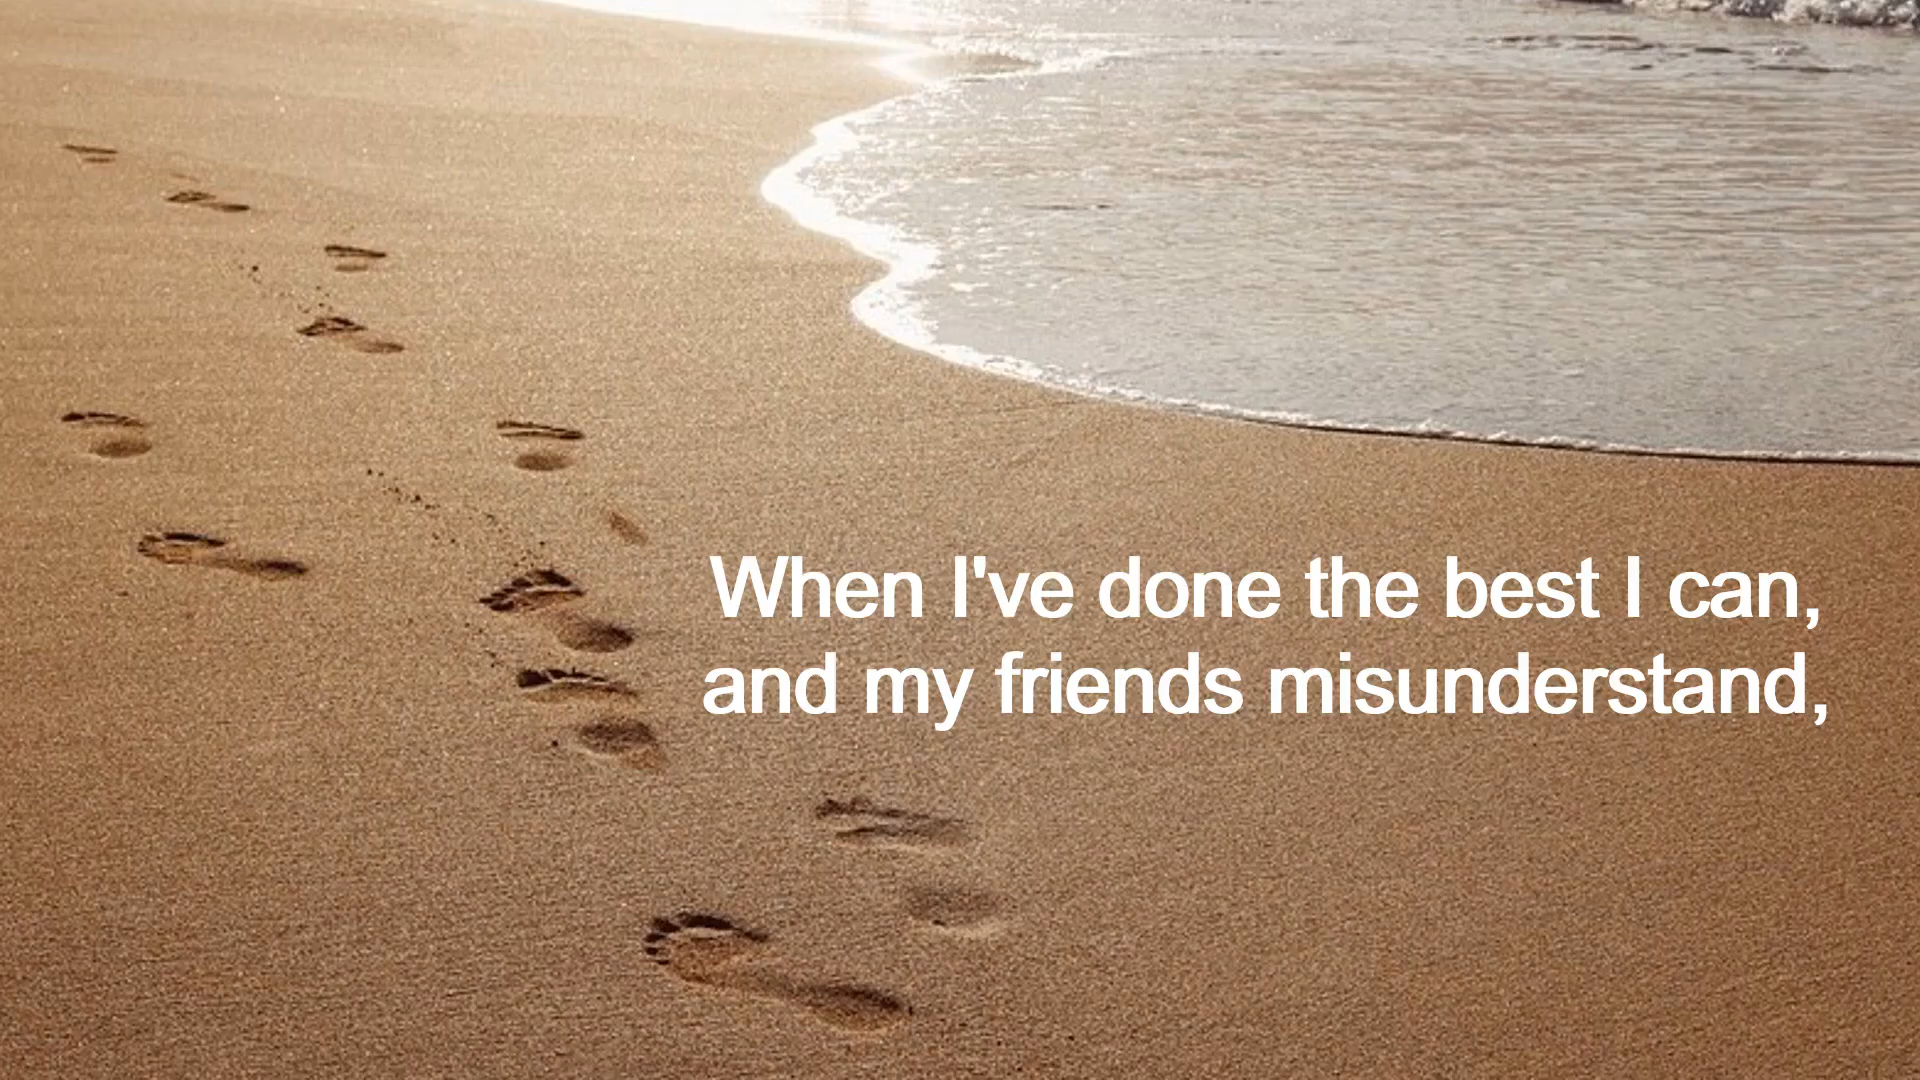 When I've done the best I can,
and my friends misunderstand,